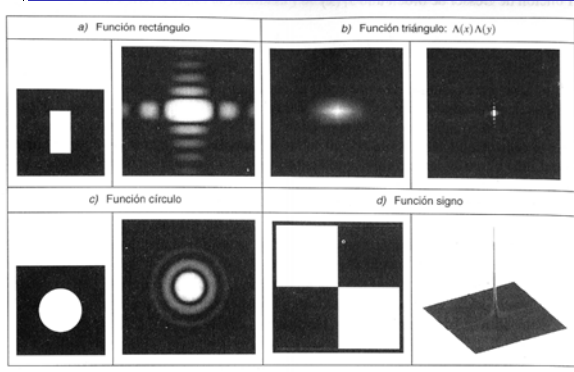 a) Función rectángulo
b) Función triángulo: Λ(x)Λ(y)
c) Función círculo
d) Función signo